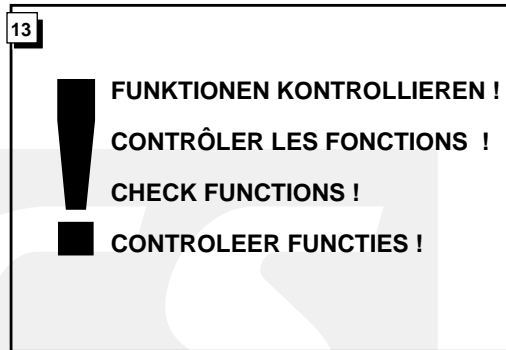 13
! FUNKTIONEN KONTROLLIEREN !
CONTRÔLER LES FONCTIONS !
CHECK FUNCTIONS !
CONTROLEER FUNCTIES !